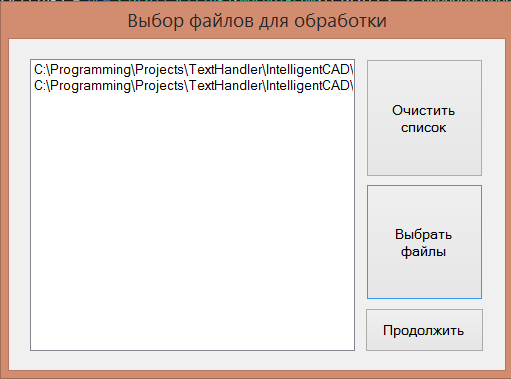 Выбор файлов для обработки
C:\Programming\Projects\TextHandler\IntelligentCAD\
C:\Programming\Projects\TextHandler\IntelligentCAD\
Очистить
список
Выбрать
файлы
Продолжить